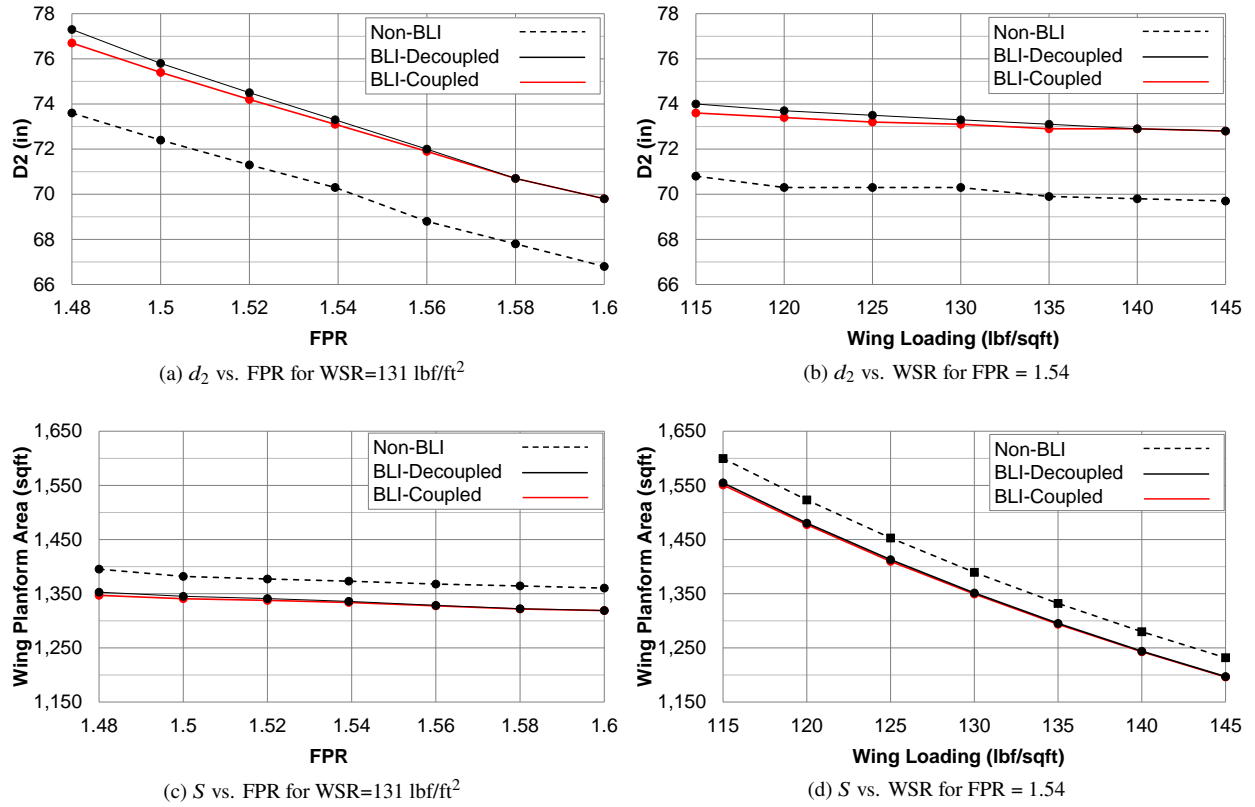 78
76
74
72
70
68
66
D2 (in)
Non-BLI
BLI-Decoupled
BLI-Coupled
1.48 1.5 1.52 1.54 1.56 1.58 1.6
FPR
(a) d₂ vs. FPR for WSR=131 lbf/ft²
78
76
74
72
70
68
66
D2 (in)
Non-BLI
BLI-Decoupled
BLI-Coupled
115 120 125 130 135 140 145
Wing Loading (lbf/sqft)
(b) d₂ vs. WSR for FPR = 1.54
1,650
1,550
1,450
1,350
1,250
1,150
Wing Planform Area (sqft)
Non-BLI
BLI-Decoupled
BLI-Coupled
1.48 1.5 1.52 1.54 1.56 1.58 1.6
FPR
(c) S vs. FPR for WSR=131 lbf/ft²
1,650
1,550
1,450
1,350
1,250
1,150
Wing Planform Area (sqft)
Non-BLI
BLI-Decoupled
BLI-Coupled
115 120 125 130 135 140 145
Wing Loading (lbf/sqft)
(d) S vs. WSR for FPR = 1.54